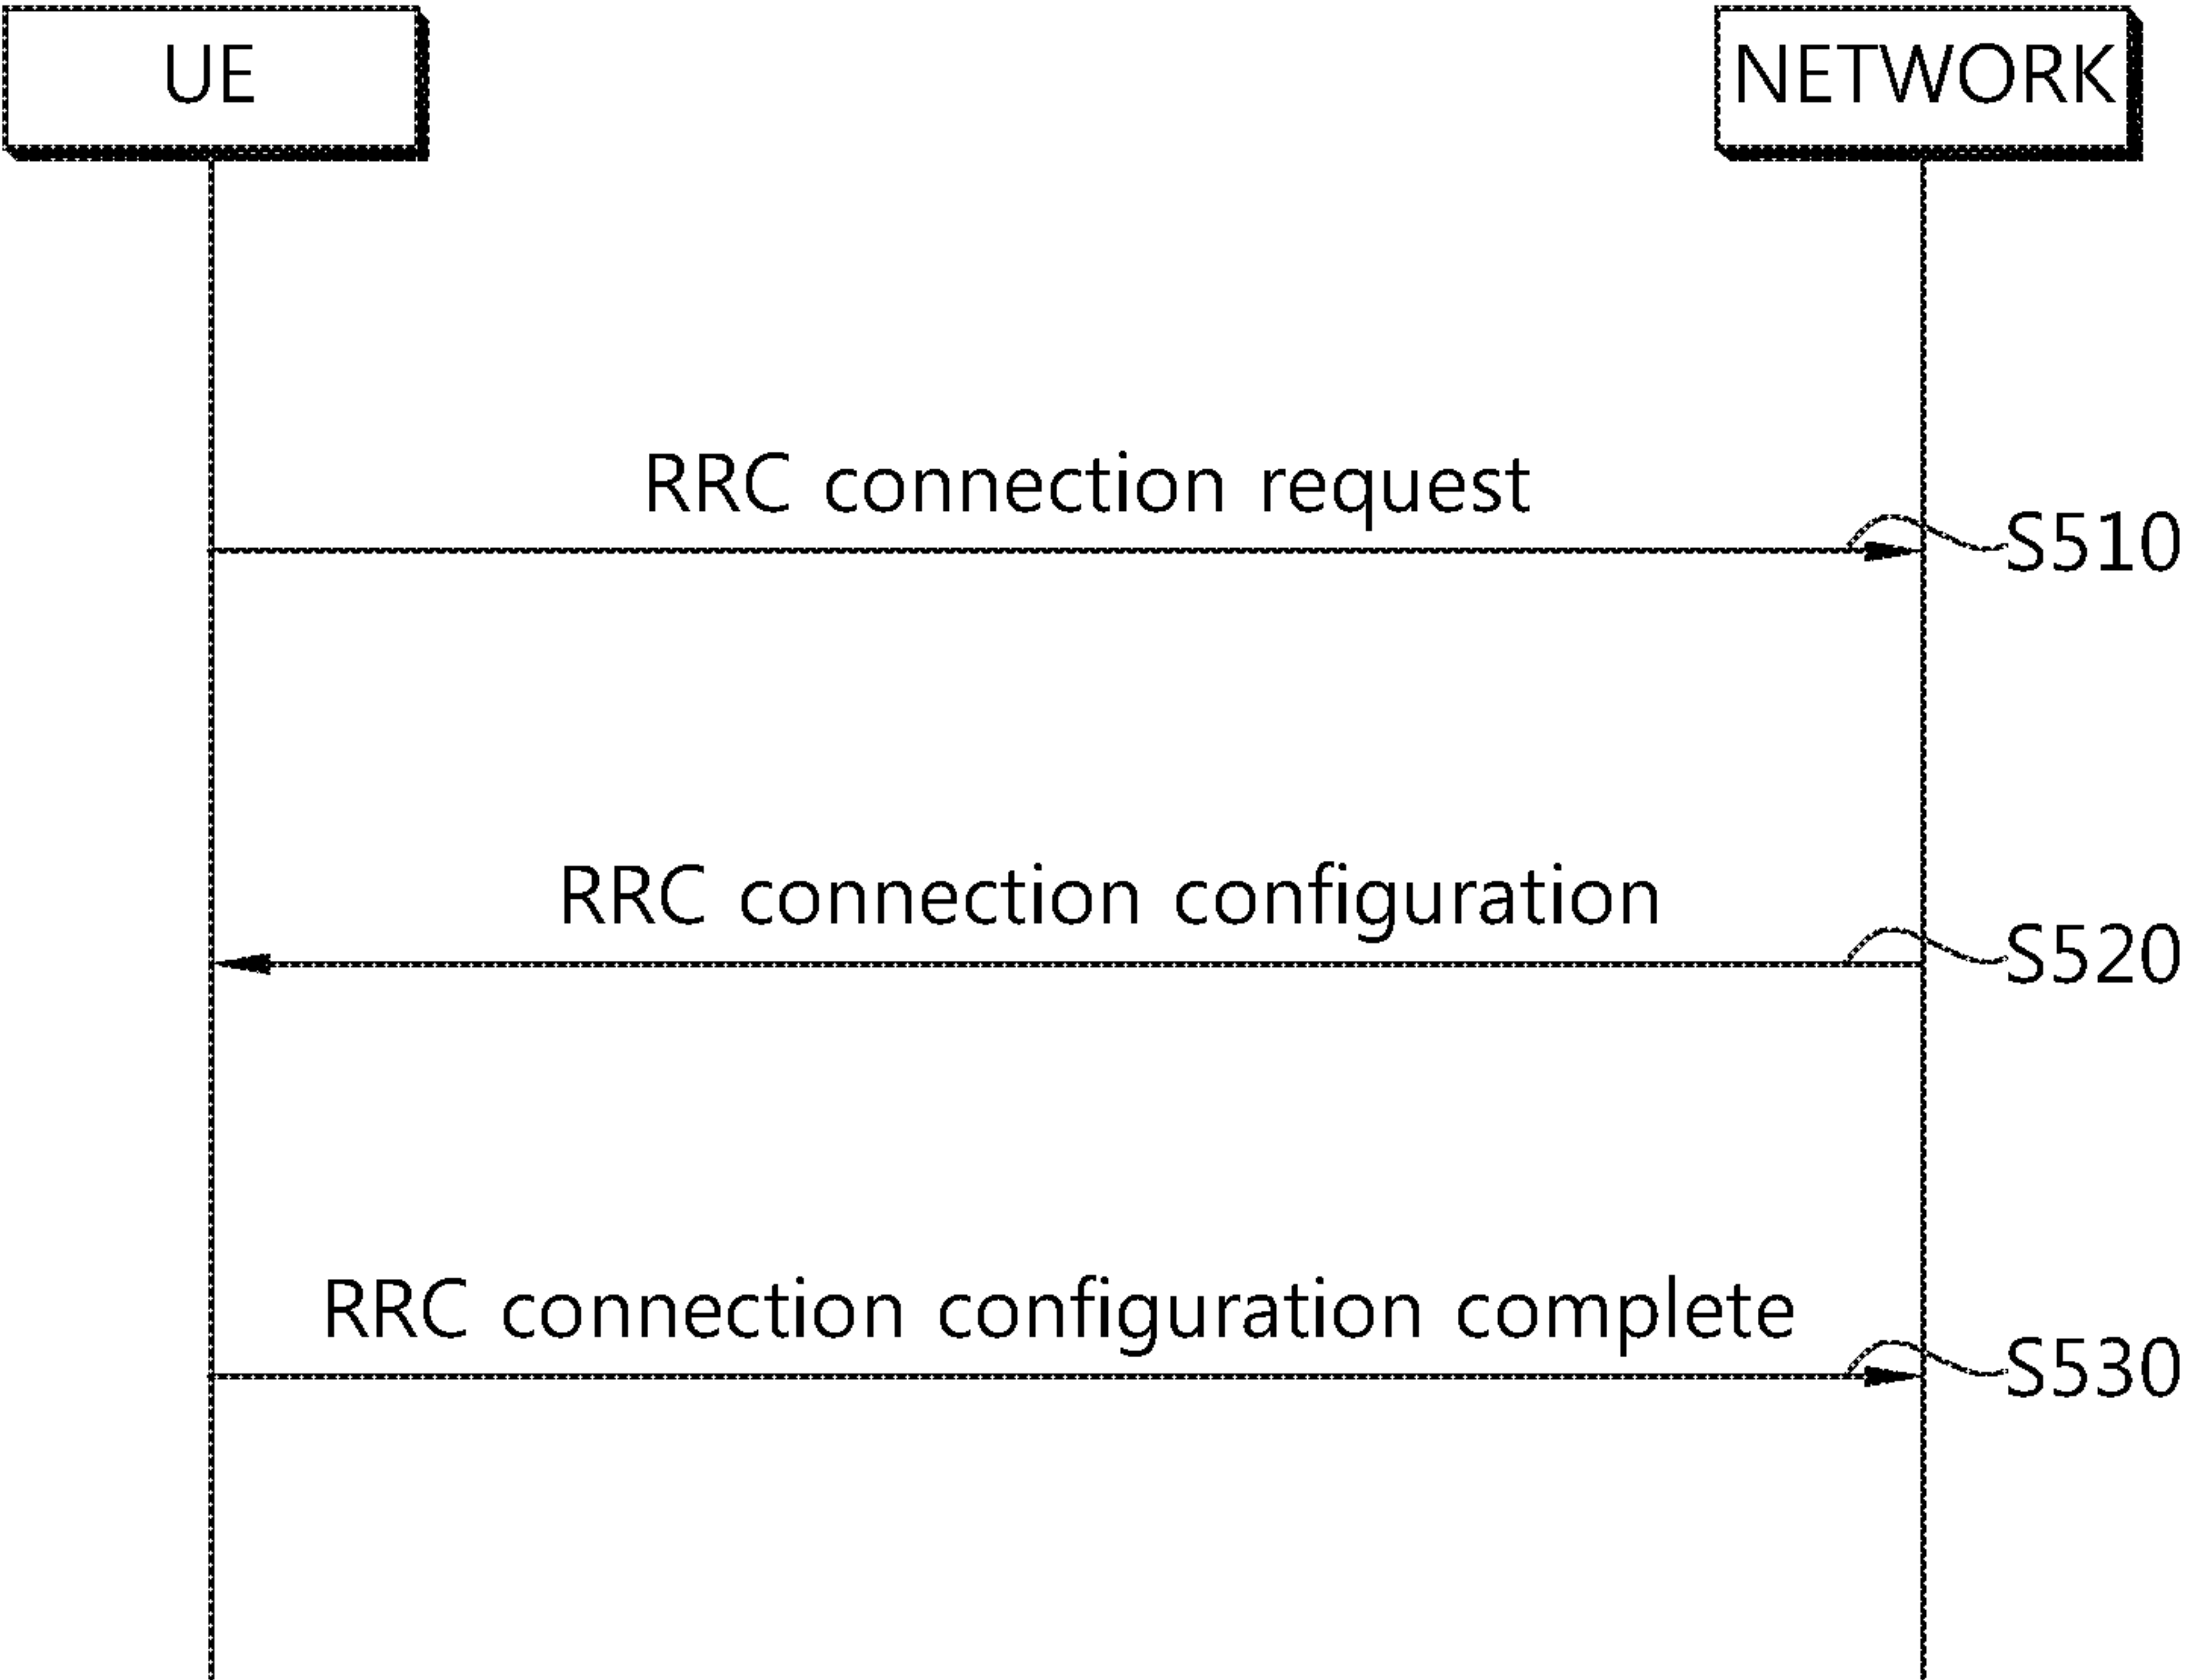 UE
NETWORK
RRC connection request
S510
RRC connection configuration
S520
RRC connection configuration complete
S530